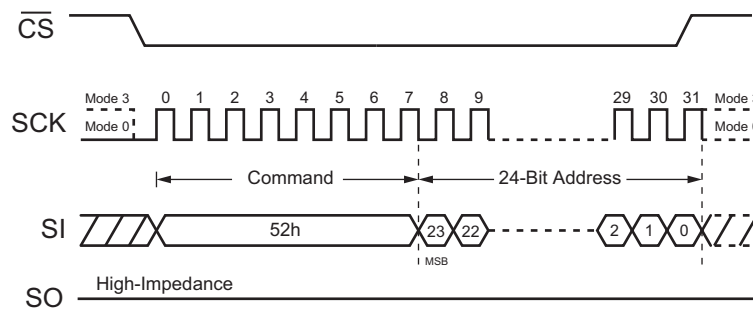 CS
SCK
Mode 3
Mode 0
0 1 2 3 4 5 6 7 8 9
29 30 31
Mode 3
Mode
Command
24-Bit Address
SI
52h
23 22
2 1 0
MSB
High-Impedance
SO